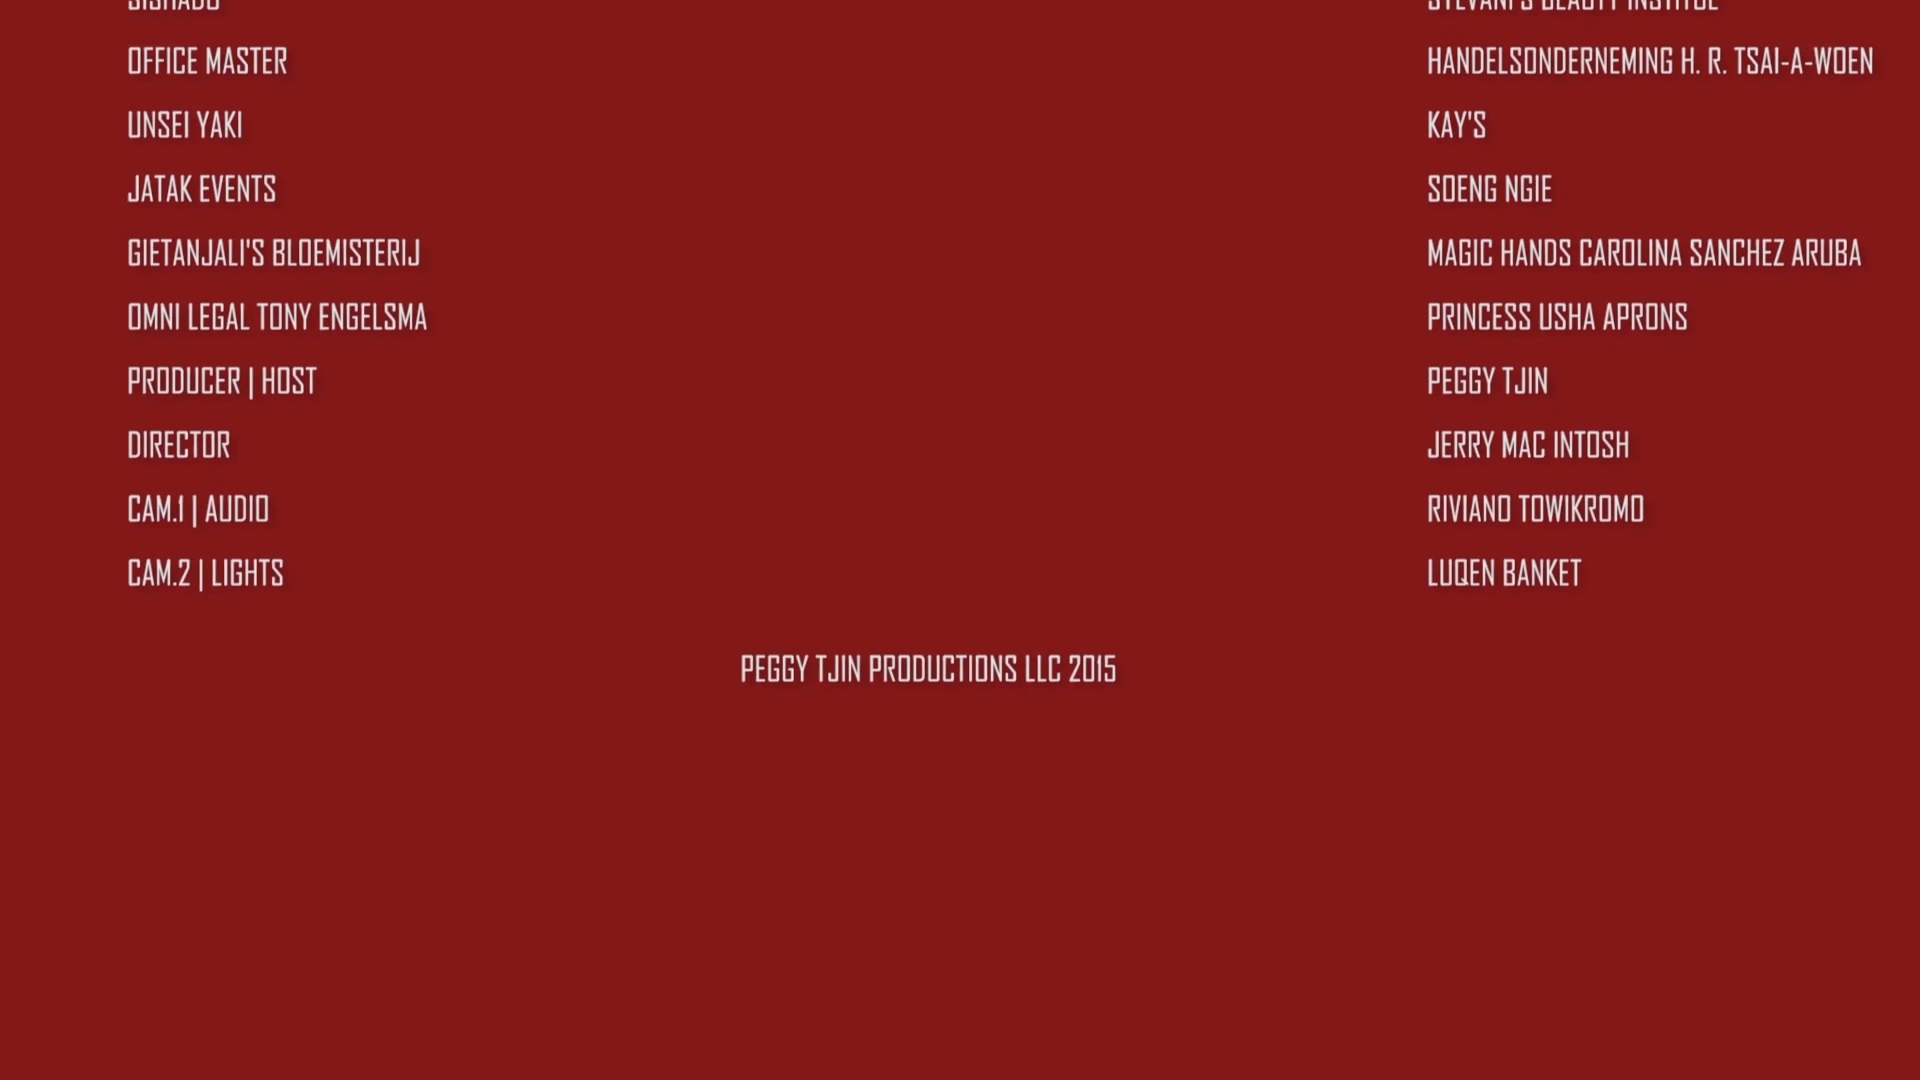 OFFICE MASTER HANDELSONDERNEMING H. R. TSAI-A-WOEN
UNSEI YAKI KAY'S
JATAK EVENTS SOENG NGIE
GIETANJALI'S BLOEMISTERIJ MAGIC HANDS CAROLINA SANCHEZ ARUBA
OMNI LEGAL TONY ENGELSMA PRINCESS USHA APRONS
PRODUCER | HOST PEGGY TJIN
DIRECTOR JERRY MAC INTOSH
CAM.1 | AUDIO RIVIANO TOWIKROMO
CAM.2 | LIGHTS LUQEN BANKET
PEGGY TJIN PRODUCTIONS LLC 2015